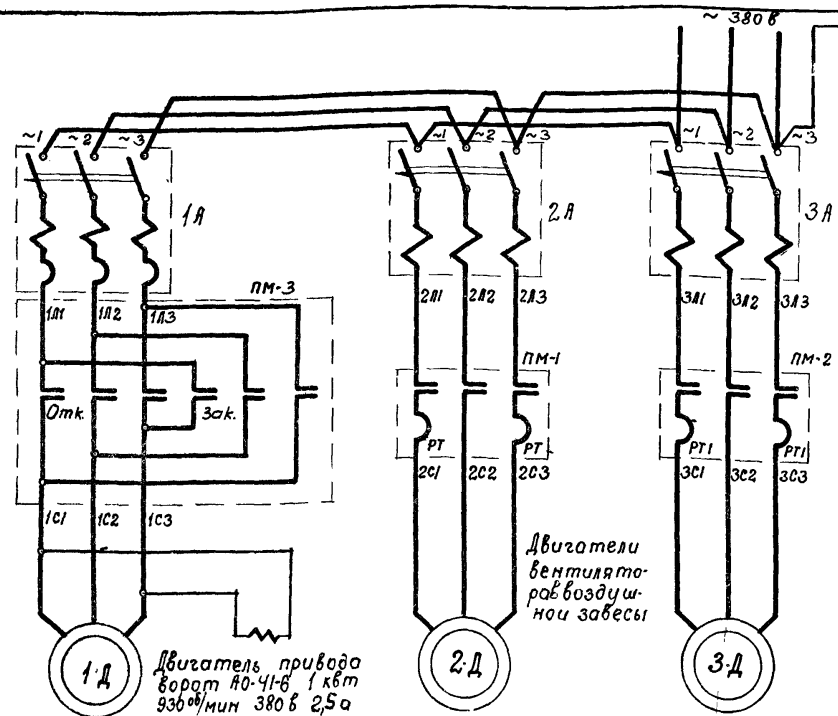 ~ 380 в
~1 ~2 ~3
~1 ~2 ~3
~1 ~2 ~3
1А
2А
3А
ПМ-3
1Л1 1Л2 1Л3
2Л1 2Л2 2Л3
3Л1 3Л2 3Л3
ПМ-1
ПМ-2
Отк. Зак.
РТ РТ
РТ1 РТ1
1С1 1С2 1С3
2С1 2С2 2С3
3С1 3С2 3С3
Двигатели
вентилято-
ров воздуш-
ной завесы
1-Д
2-Д
3-Д
Двигатель привода
ворот АО-41-6 1 квт
930 об/мин 380 в 2,5а